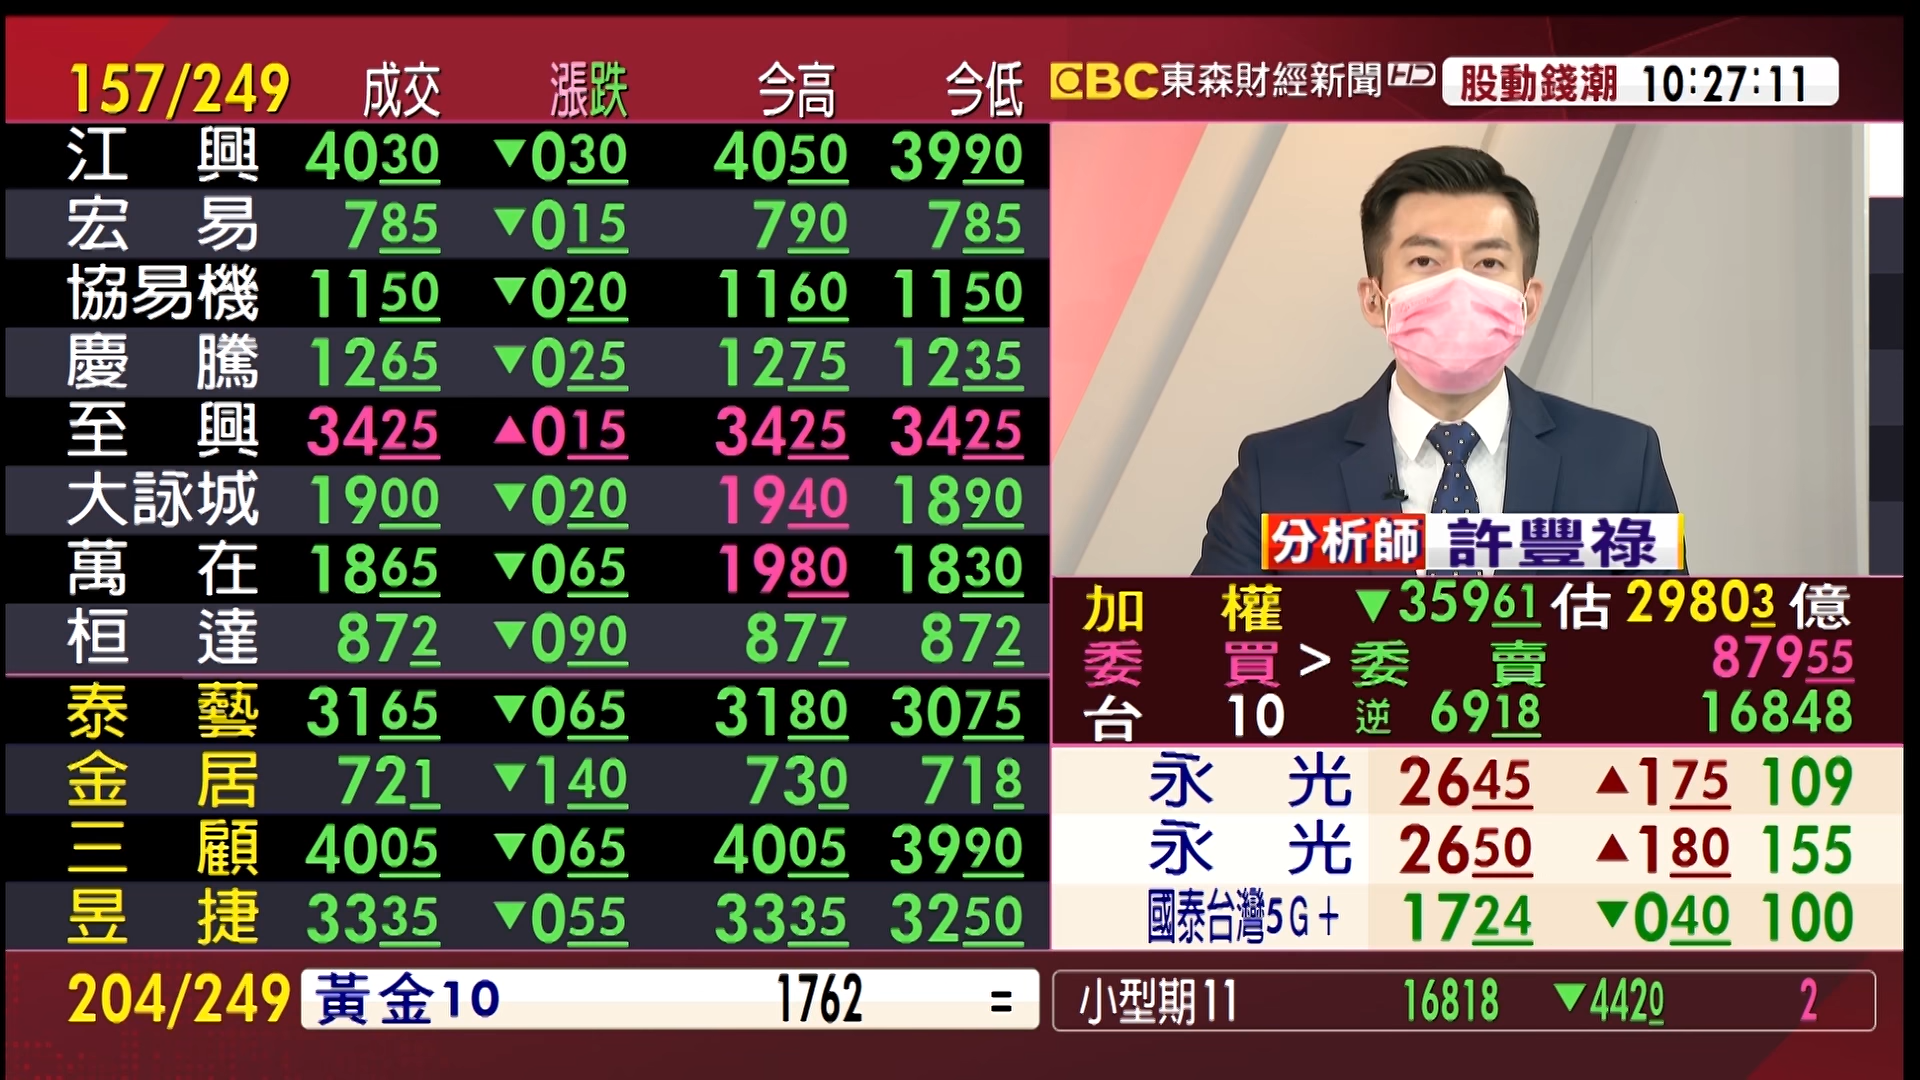 157/249 成交 漲跌 今高 今低
江興 4030 ▼030 4050 3990
宏易 785 ▼015 790 785
協易機 1150 ▼020 1160 1150
慶騰 1265 ▼025 1275 1235
至興 3425 ▲015 3425 3425
大詠城 1900 ▼020 1940 1890
萬在 1865 ▼065 1980 1830
桓達 872 ▼090 877 872
泰藝 3165 ▼065 3180 3075
金居 721 ▼140 730 718
三顧 4005 ▼065 4005 3990
昱捷 3335 ▼055 3335 3250
204/249 黃金10 1762 =
EBC東森財經新聞HD 股動錢潮 10:27:11
分析師 許豐祿
加權 ▼35961 估 29803 億
委買 > 委賣 87955
台10 逆 6918 16848
永光 2645 ▲175 109
永光 2650 ▲180 155
國泰台灣5G+ 1724 ▼040 100
小型期11 16818 ▼4420 2